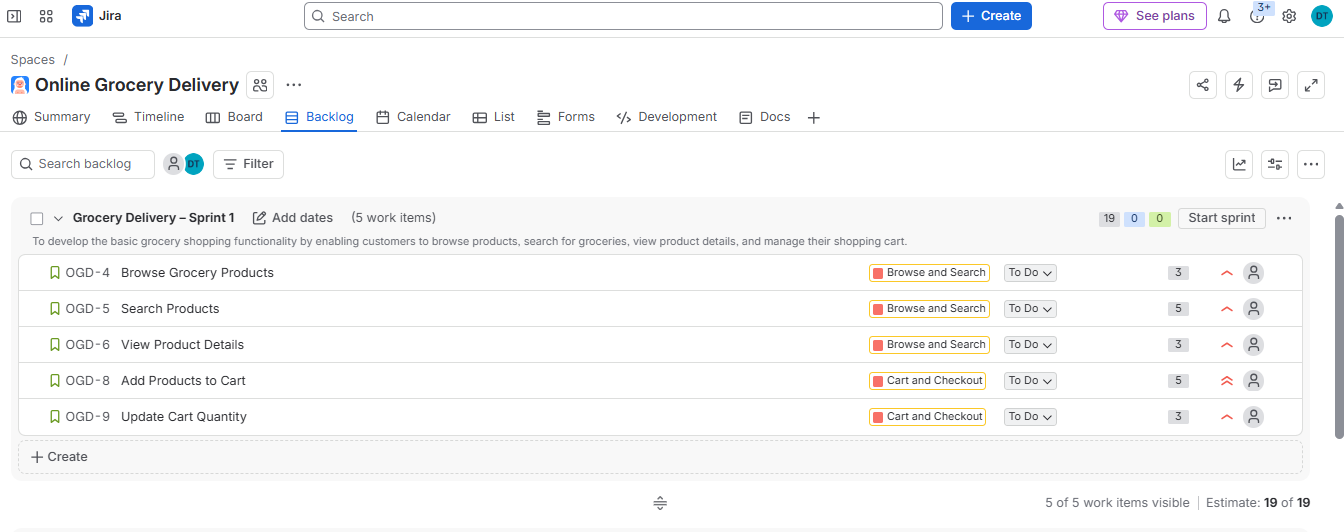 Jira
Search
+ Create
See plans
3+
DT
Spaces /
Online Grocery Delivery
Summary Timeline Board Backlog Calendar List Forms Development Docs
Search backlog DT Filter
Grocery Delivery – Sprint 1 Add dates (5 work items) 19 0 0 Start sprint
To develop the basic grocery shopping functionality by enabling customers to browse products, search for groceries, view product details, and manage their shopping cart.
OGD-4 Browse Grocery Products Browse and Search To Do 3
OGD-5 Search Products Browse and Search To Do 5
OGD-6 View Product Details Browse and Search To Do 3
OGD-8 Add Products to Cart Cart and Checkout To Do 5
OGD-9 Update Cart Quantity Cart and Checkout To Do 3
+ Create
5 of 5 work items visible Estimate: 19 of 19